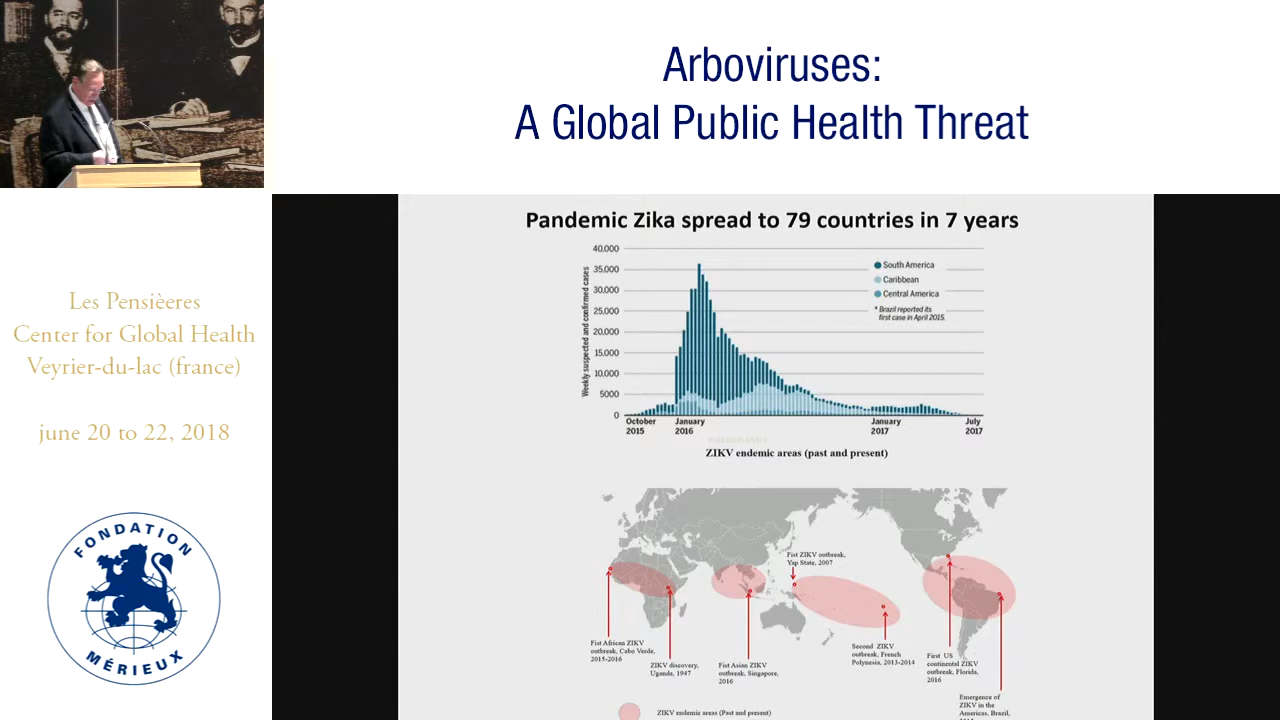 Arboviruses:
A Global Public Health Threat
Les Pensièeres
Center for Global Health
Veyrier-du-lac (france)
june 20 to 22, 2018
FONDATION
MÉRIEUX
Pandemic Zika spread to 79 countries in 7 years
Weekly suspected and confirmed cases
40,000
35,000
30,000
25,000
20,000
15,000
10,000
5000
0
South America
Caribbean
Central America
* Brazil reported its
first case in April 2015.
October
2015
January
2016
January
2017
July
2017
ZIKV endemic areas (past and present)
Fist ZIKV outbreak,
Yap State, 2007
Fist African ZIKV
outbreak, Cabo Verde,
2015-2016
ZIKV discovery,
Uganda, 1947
Fist Asian ZIKV
outbreak, Singapore,
2016
Second ZIKV
outbreak, French
Polynesia, 2013-2014
First US
continental ZIKV
outbreak, Florida,
2016
Emergence of
ZIKV in the
Americas, Brazil,
ZIKV endemic areas (Past and present)